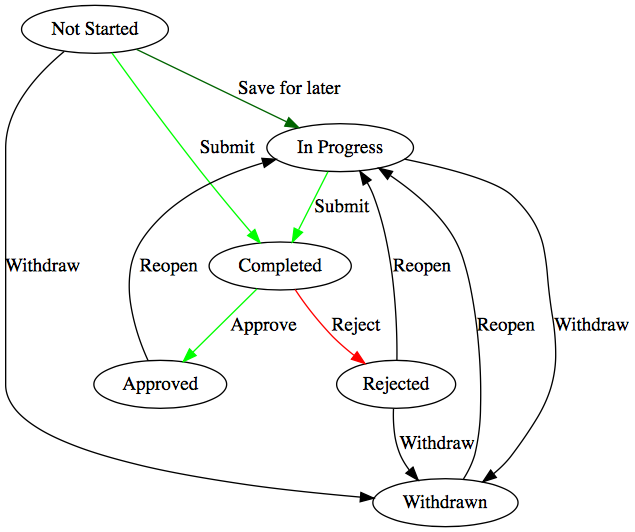 Not Started
Save for later
Submit
In Progress
Submit
Withdraw
Completed
Reopen
Reopen
Approve
Reject
Reopen
Withdraw
Approved
Rejected
Withdraw
Withdrawn